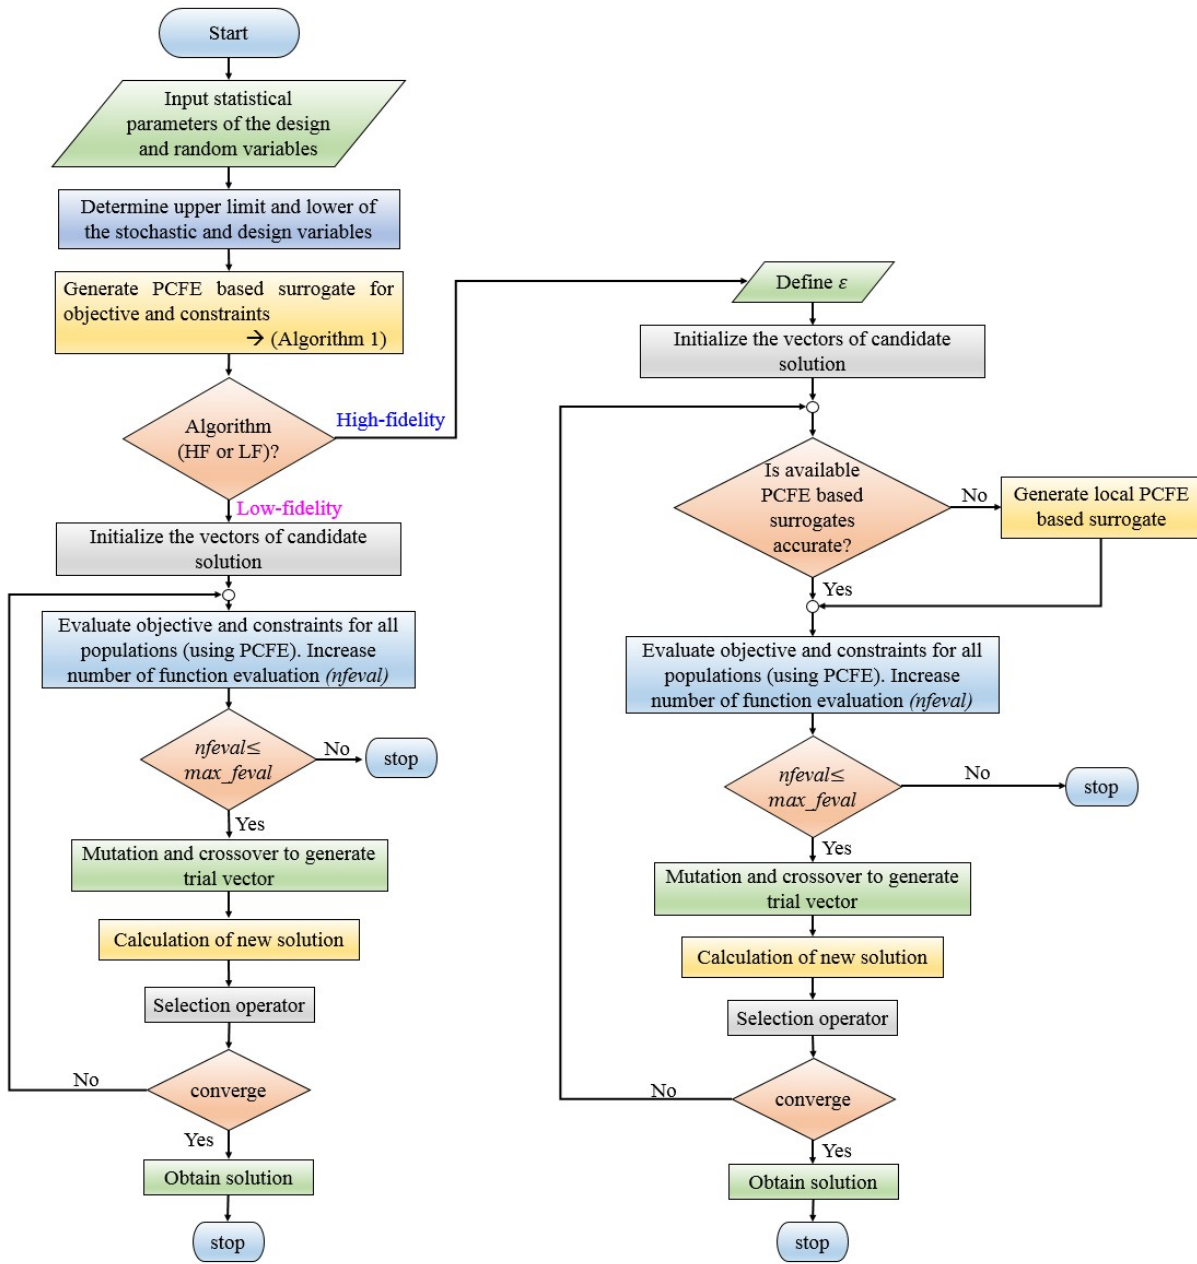 Start
Input statistical
parameters of the design
and random variables
Determine upper limit and lower of
the stochastic and design variables
Generate PCFE based surrogate for
objective and constraints
→ (Algorithm 1)
Algorithm
(HF or LF)?
High-fidelity
Low-fidelity
Initialize the vectors of candidate
solution
Evaluate objective and constraints for all
populations (using PCFE). Increase
number of function evaluation (nfeval)
nfeval≤
max_feval
No
stop
Yes
Mutation and crossover to generate
trial vector
Calculation of new solution
Selection operator
converge
No
Yes
Obtain solution
stop
Define ε
Initialize the vectors of candidate
solution
Is available
PCFE based
surrogates
accurate?
No
Generate local PCFE
based surrogate
Yes
Evaluate objective and constraints for all
populations (using PCFE). Increase
number of function evaluation (nfeval)
nfeval≤
max_feval
No
stop
Yes
Mutation and crossover to generate
trial vector
Calculation of new solution
Selection operator
converge
No
Yes
Obtain solution
stop